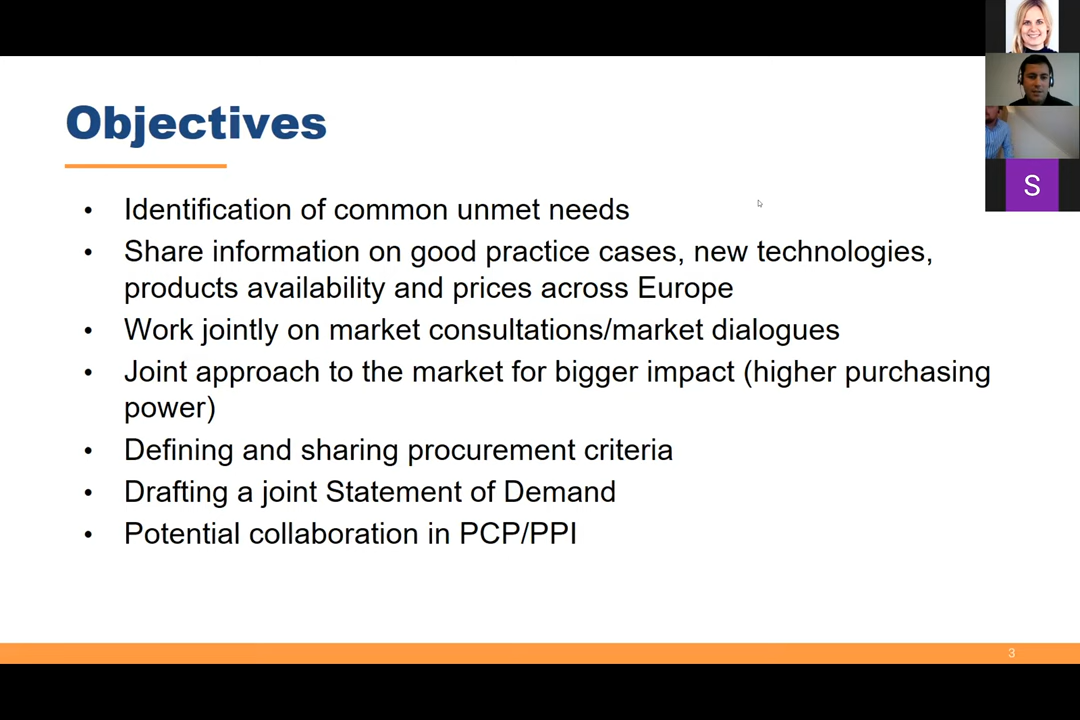 Objectives
• Identification of common unmet needs
• Share information on good practice cases, new technologies,
products availability and prices across Europe
• Work jointly on market consultations/market dialogues
• Joint approach to the market for bigger impact (higher purchasing
power)
• Defining and sharing procurement criteria
• Drafting a joint Statement of Demand
• Potential collaboration in PCP/PPI
S
3